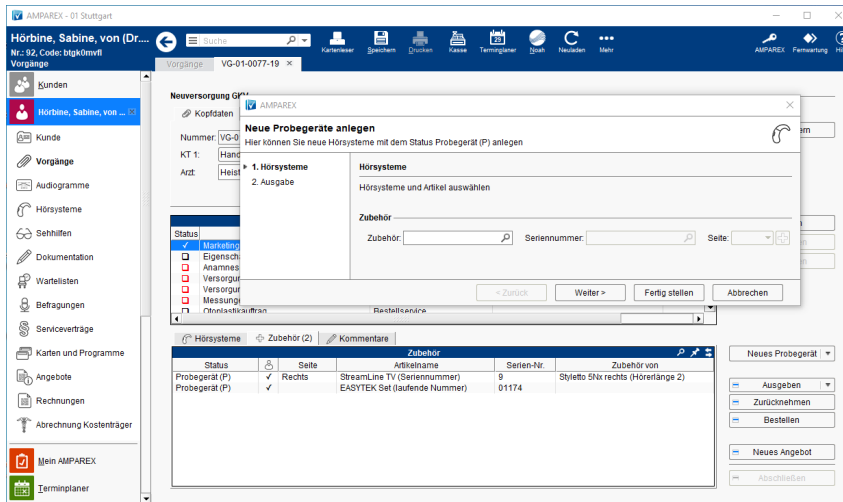 AMPAREX - 01 Stuttgart
Hörbine, Sabine, von (Dr....
Nr.: 92, Code: btgk0mvfl
Vorgänge
Suche
Kartenleser
Speichern
Drucken
Kasse
Terminplaner
Noah
Neuladen
Mehr
AMPAREX
Fernwartung
Vorgänge
VG-01-0077-19
Kunden
Hörbine, Sabine, von ...
Kunde
Vorgänge
Audiogramme
Hörsysteme
Sehhilfen
Dokumentation
Wartelisten
Befragungen
Serviceverträge
Karten und Programme
Angebote
Rechnungen
Abrechnung Kostenträger
Mein AMPAREX
Terminplaner
Neuversorgung GKV
Kopfdaten
Nummer: VG-0
KT 1: Hand
Arzt: Heist
AMPAREX
Neue Probegeräte anlegen
Hier können Sie neue Hörsysteme mit dem Status Probegerät (P) anlegen
1. Hörsysteme
2. Ausgabe
Hörsysteme
Hörsysteme und Artikel auswählen
Zubehör
Zubehör: Seriennummer: Seite:
< Zurück Weiter > Fertig stellen Abbrechen
Status
Marketing
Eigensch
Anamnes
Versorgur
Versorgur
Messung
Otoplastikauftrag Bestellservice
Hörsysteme Zubehör (2) Kommentare
Zubehör
Status Seite Artikelname Serien-Nr. Zubehör von
Probegerät (P) Rechts StreamLine TV (Seriennummer) 9 Styletto 5Nx rechts (Hörerlänge 2)
Probegerät (P) EASYTEK Set (laufende Nummer) 01174
Neues Probegerät
Ausgeben
Zurücknehmen
Bestellen
Neues Angebot
Abschließen